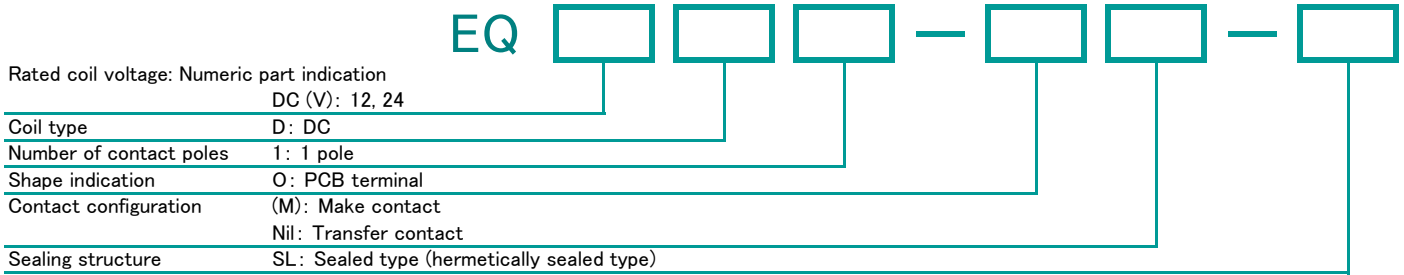 EQ — —
Rated coil voltage: Numeric part indication
DC (V): 12, 24
Coil type D: DC
Number of contact poles 1: 1 pole
Shape indication O: PCB terminal
Contact configuration (M): Make contact
Nil: Transfer contact
Sealing structure SL: Sealed type (hermetically sealed type)